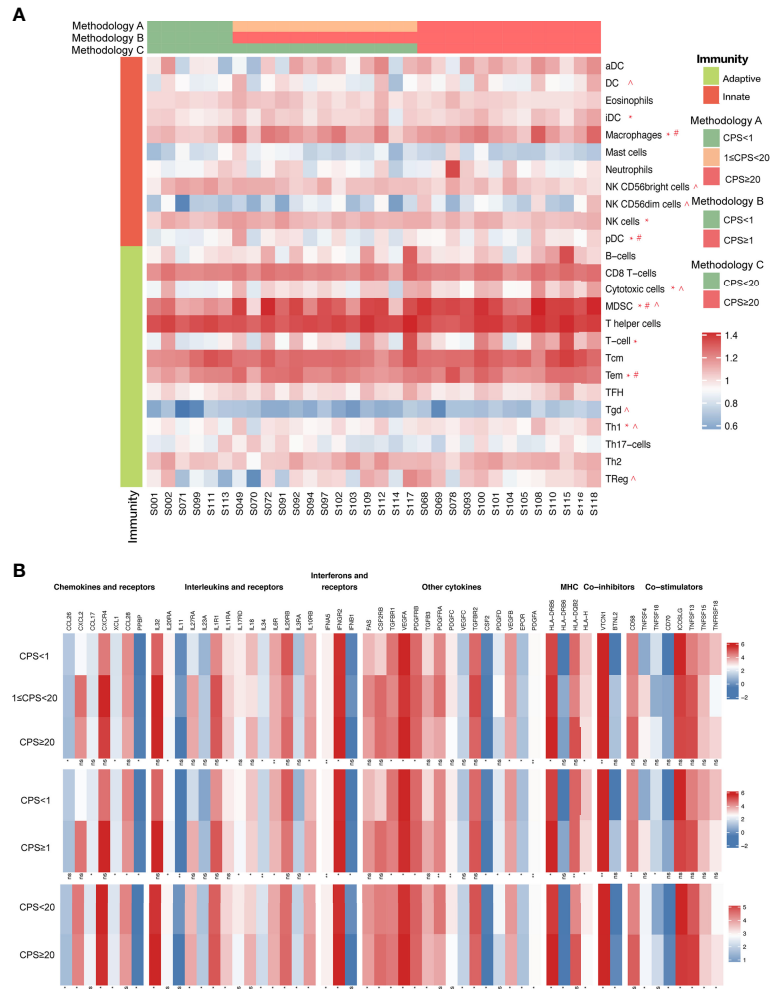 A
Methodology A
Methodology B
Methodology C
aDC
DC ^
Eosinophils
iDC *
Macrophages * #
Mast cells
Neutrophils
NK CD56bright cells ^
NK CD56dim cells ^
NK cells *
pDC * #
B-cells
CD8 T-cells
Cytotoxic cells * ^
MDSC * # ^
T helper cells
T-cell *
Tcm
Tem * #
TFH
Tgd ^
Th1 * ^
Th17-cells
Th2
TReg ^
Immunity
S001 S002 S071 S099 S111 S113 S049 S070 S072 S091 S092 S094 S097 S102 S103 S109 S112 S114 S117 S068 S069 S078 S093 S100 S101 S104 S105 S108 S110 S115 S116 S118
Immunity
Adaptive
Innate
Methodology A
CPS<1
1≤CPS<20
CPS≥20
Methodology B
CPS<1
CPS≥1
Methodology C
CPS<20
CPS≥20
1.4
1.2
1
0.8
0.6
B
Chemokines and receptors
Interleukins and receptors
Interferons and receptors
Other cytokines
MHC
Co-inhibitors
Co-stimulators
CCL26 CXCL2 CCL17 CXCR4 XCL1 CCL28 PPBP
IL32 IL20RA IL11 IL27RA IL23A IL1R1 IL11RA IL17RD IL18 IL34 IL6R IL20RB IL3RA IL10RB
IFNA5 IFNGR2 IFNB1
FAS CSF2RB TGFBR1 VEGFA PDGFRB TGFB3 PDGFRA PDGFC VEGFC TGFBR2 CSF2 PDGFD VEGFB EPOR PDGFA
HLA-DRB5 HLA-DRB6 HLA-DQB2 HLA-H
VTCN1 BTNL2
CD58 TNFSF4 TNFSF18 CD70 ICOSLG TNFSF13 TNFSF15 TNFRSF18
CPS<1
1≤CPS<20
CPS≥20
6
4
2
0
−2
CPS<1
CPS≥1
6
4
2
0
−2
CPS<20
CPS≥20
5
4
3
2
1